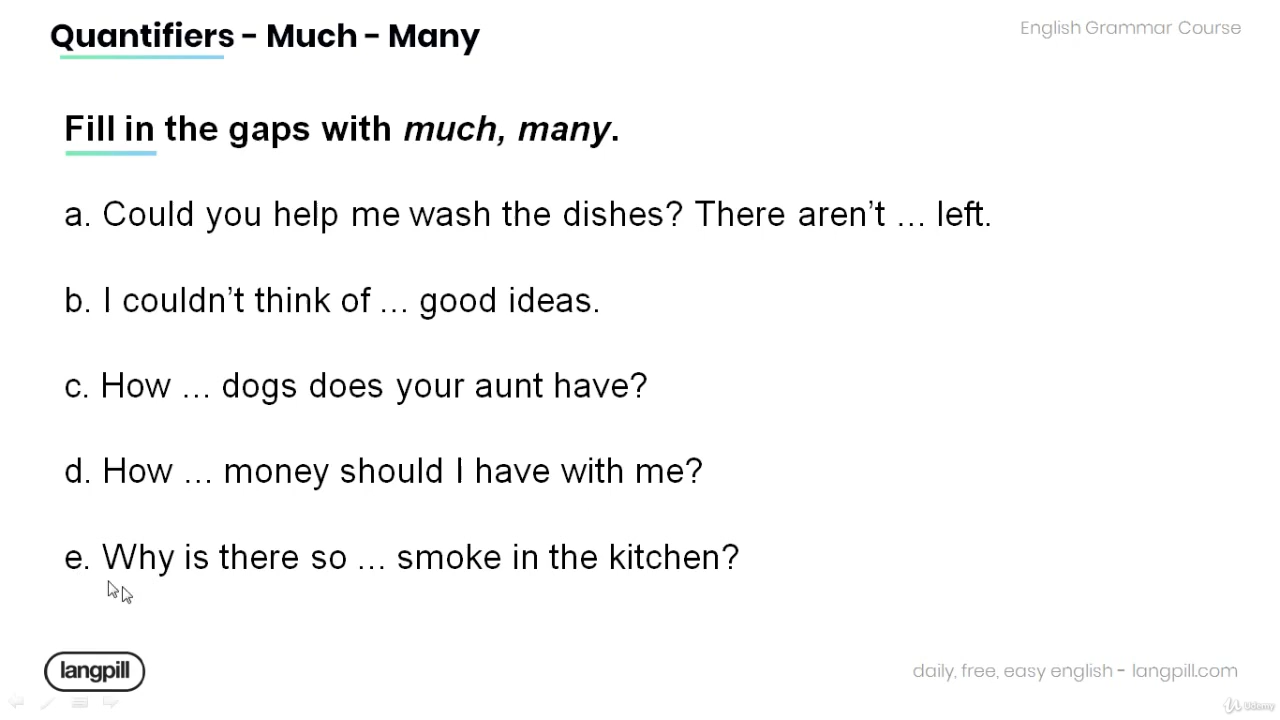 Quantifiers - Much - Many
English Grammar Course
Fill in the gaps with much, many.
a. Could you help me wash the dishes? There aren’t ... left.
b. I couldn’t think of ... good ideas.
c. How ... dogs does your aunt have?
d. How ... money should I have with me?
e. Why is there so ... smoke in the kitchen?
langpill
daily, free, easy english - langpill.com
Udemy